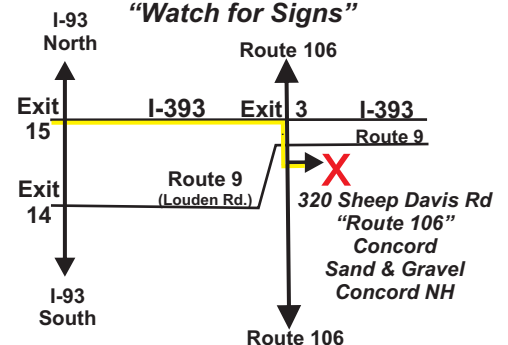 "Watch for Signs"
I-93
North
Route 106
Exit
15
I-393
Exit 3
I-393
Route 9
Exit
14
Route 9
(Louden Rd.)
X
320 Sheep Davis Rd
"Route 106"
Concord
Sand & Gravel
Concord NH
I-93
South
Route 106